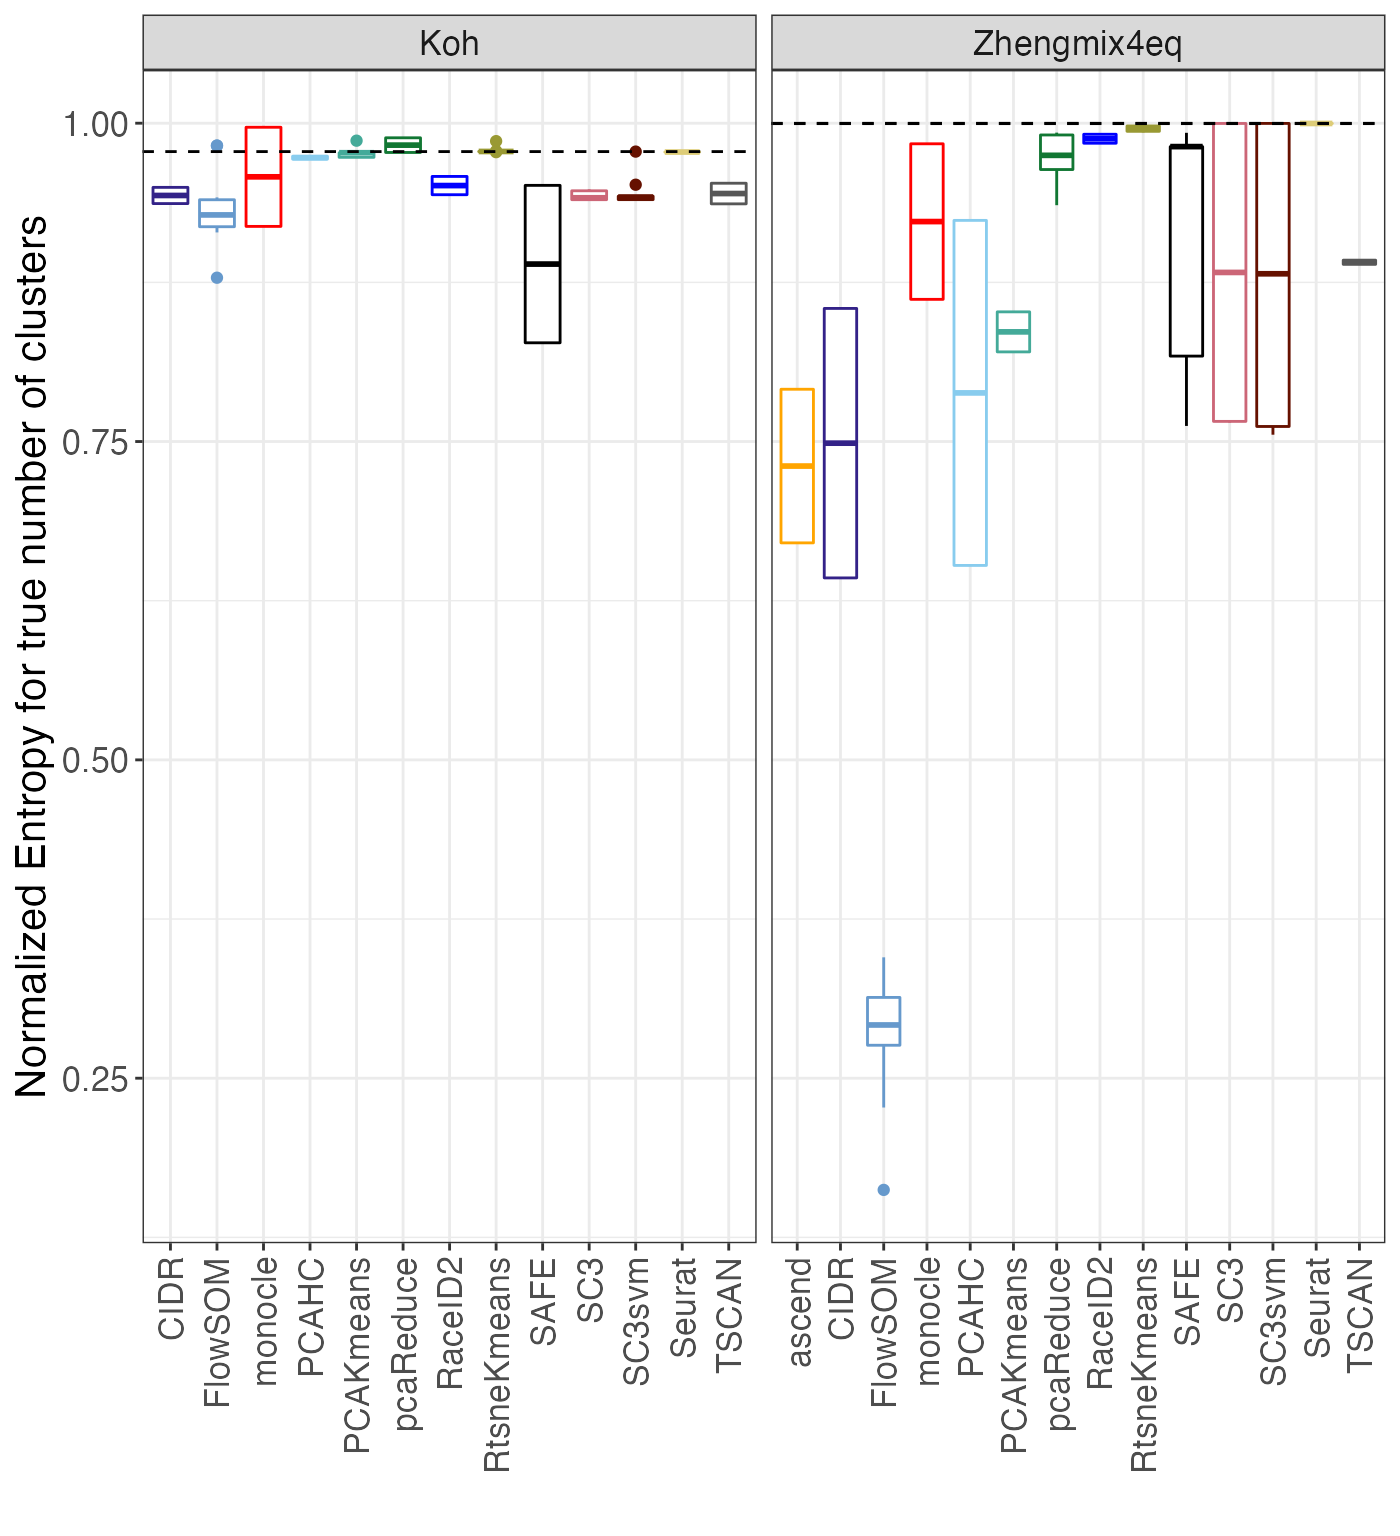 Koh
Zhengmix4eq
Normalized Entropy for true number of clusters
1.00
0.75
0.50
0.25
CIDR
FlowSOM
monocle
PCAHC
PCAKmeans
pcaReduce
RaceID2
RtsneKmeans
SAFE
SC3
SC3svm
Seurat
TSCAN
ascend
CIDR
FlowSOM
monocle
PCAHC
PCAKmeans
pcaReduce
RaceID2
RtsneKmeans
SAFE
SC3
SC3svm
Seurat
TSCAN